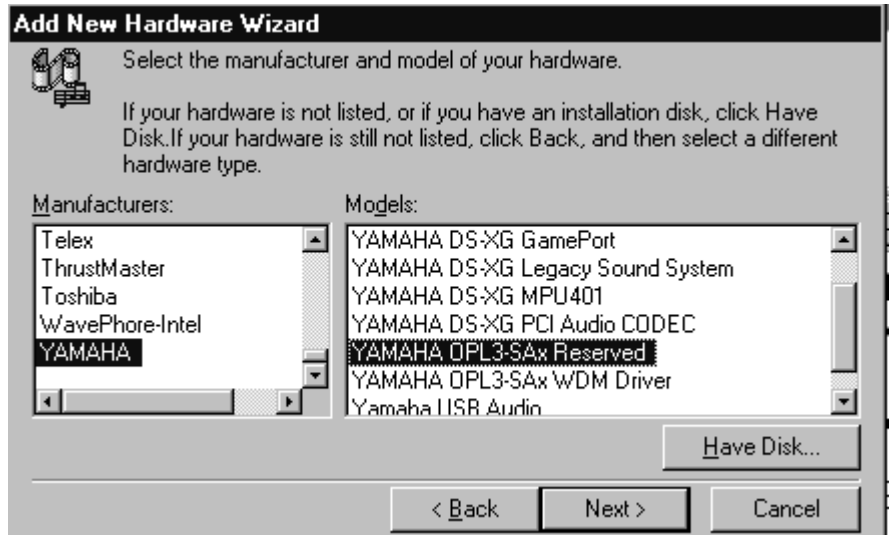 Add New Hardware Wizard
Select the manufacturer and model of your hardware.
If your hardware is not listed, or if you have an installation disk, click Have
Disk.If your hardware is still not listed, click Back, and then select a different
hardware type.
Manufacturers:
Telex
ThrustMaster
Toshiba
WavePhore-Intel
YAMAHA
Models:
YAMAHA DS-XG GamePort
YAMAHA DS-XG Legacy Sound System
YAMAHA DS-XG MPU401
YAMAHA DS-XG PCI Audio CODEC
YAMAHA OPL3-SAx Reserved
YAMAHA OPL3-SAx WDM Driver
Yamaha USB Audio
Have Disk...
< Back
Next >
Cancel